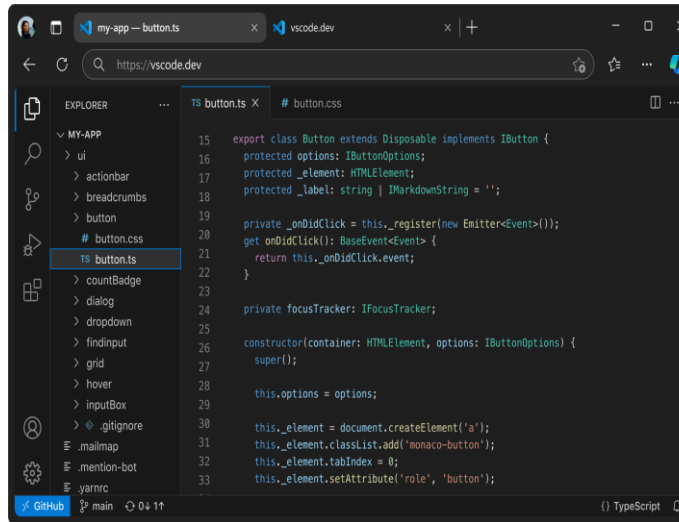 my-app — button.ts
vscode.dev
https://vscode.dev
EXPLORER
MY-APP
ui
actionbar
breadcrumbs
button
# button.css
TS button.ts
countBadge
dialog
dropdown
findinput
grid
hover
inputBox
.gitignore
.mailmap
.mention-bot
.yarnrc
TS button.ts
# button.css
15 export class Button extends Disposable implements IButton {
16 protected options: IButtonOptions;
17 protected _element: HTMLElement;
18 protected _label: string | IMarkdownString = '';
19
20 private _onDidClick = this._register(new Emitter<Event>());
21 get onDidClick(): BaseEvent<Event> {
22 return this._onDidClick.event;
22 }
23
24 private focusTracker: IFocusTracker;
25
26 constructor(container: HTMLElement, options: IButtonOptions) {
27 super();
28
28 this.options = options;
29
30 this._element = document.createElement('a');
31 this._element.classList.add('monaco-button');
32 this._element.tabIndex = 0;
33 this._element.setAttribute('role', 'button');
GitHub
main
0↓ 1↑
{} TypeScript